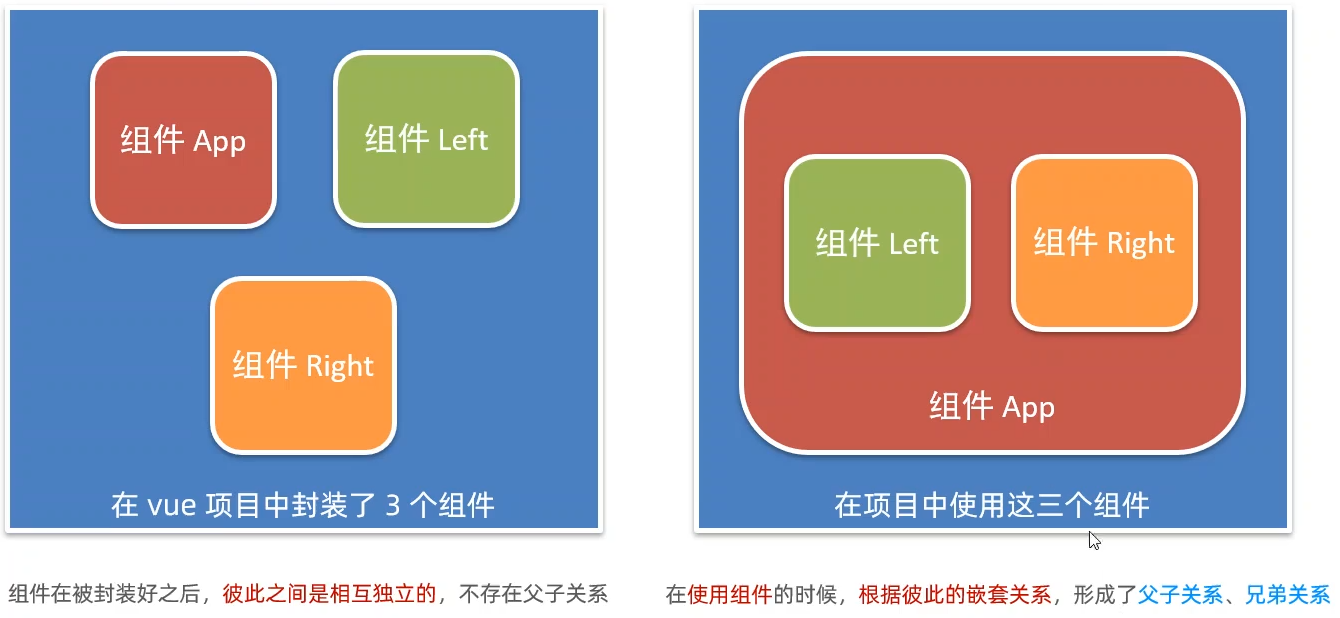 组件 App
组件 Left
组件 Right
在 vue 项目中封装了 3 个组件
组件在被封装好之后，彼此之间是相互独立的，不存在父子关系
组件 Left
组件 Right
组件 App
在项目中使用这三个组件
在使用组件的时候，根据彼此的嵌套关系，形成了父子关系、兄弟关系